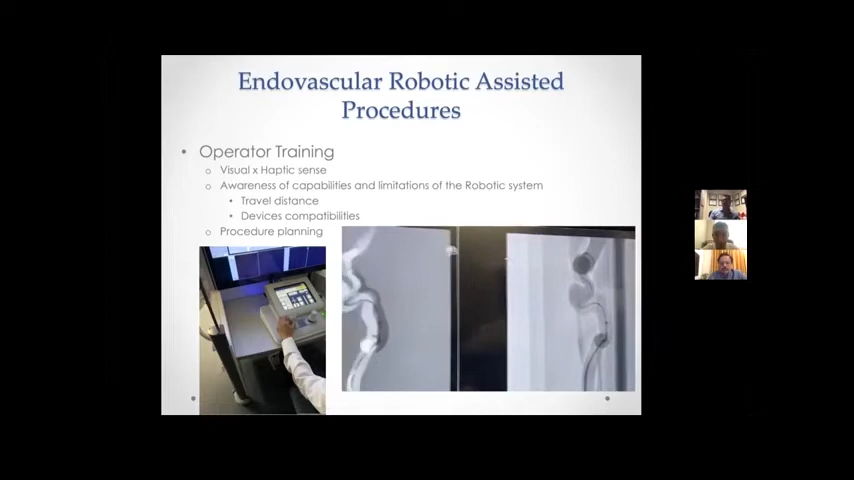 Endovascular Robotic Assisted
Procedures
Operator Training
Visual x Haptic sense
Awareness of capabilities and limitations of the Robotic system
Travel distance
Devices compatibilities
Procedure planning